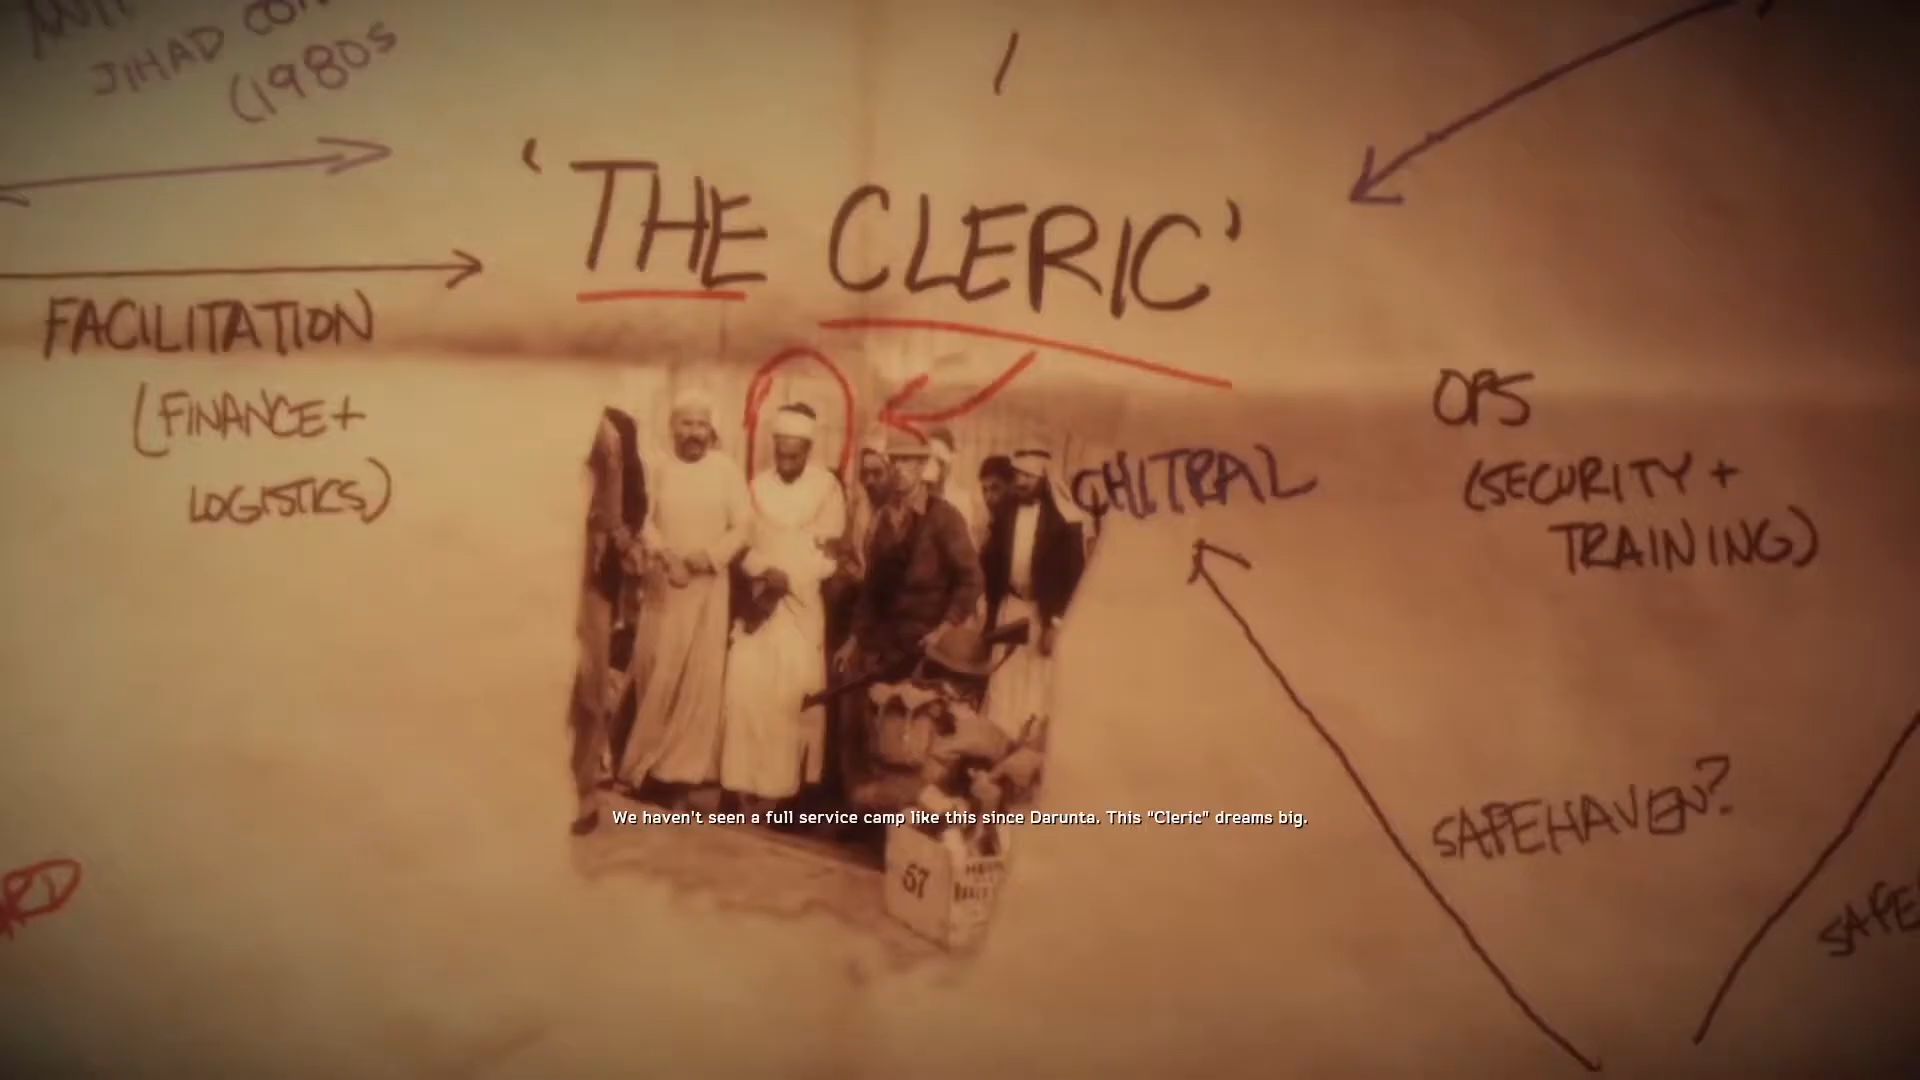 JIHAD
(1980s
'THE CLERIC'
FACILITATION
(FINANCE+
LOGISTICS)
CHITRAL
OPS
(SECURITY +
TRAINING)
SAFEHAVEN?
We haven't seen a full service camp like this since Darunta. This "Cleric" dreams big.
57